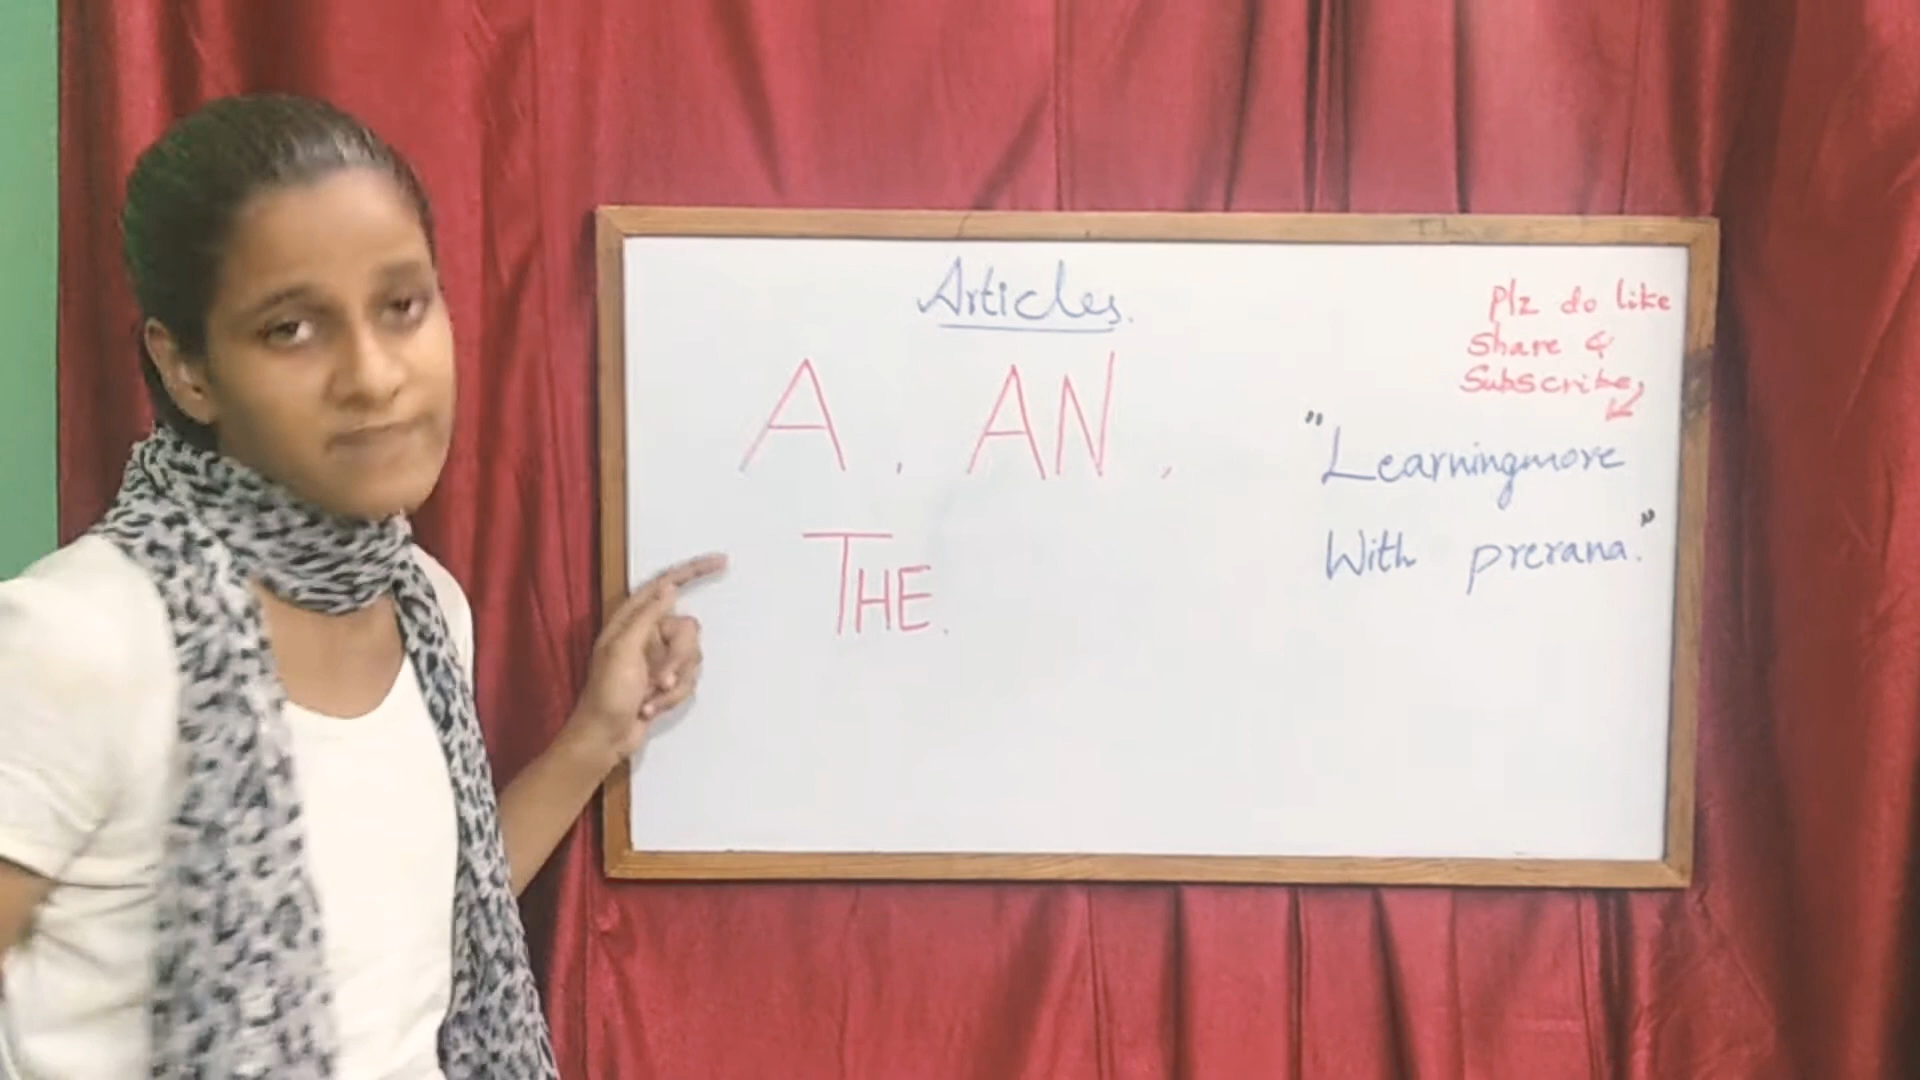 Articles.
A, AN,
THE.
Plz do like
Share &
Subscribe,
"Learningmore
With prerana."